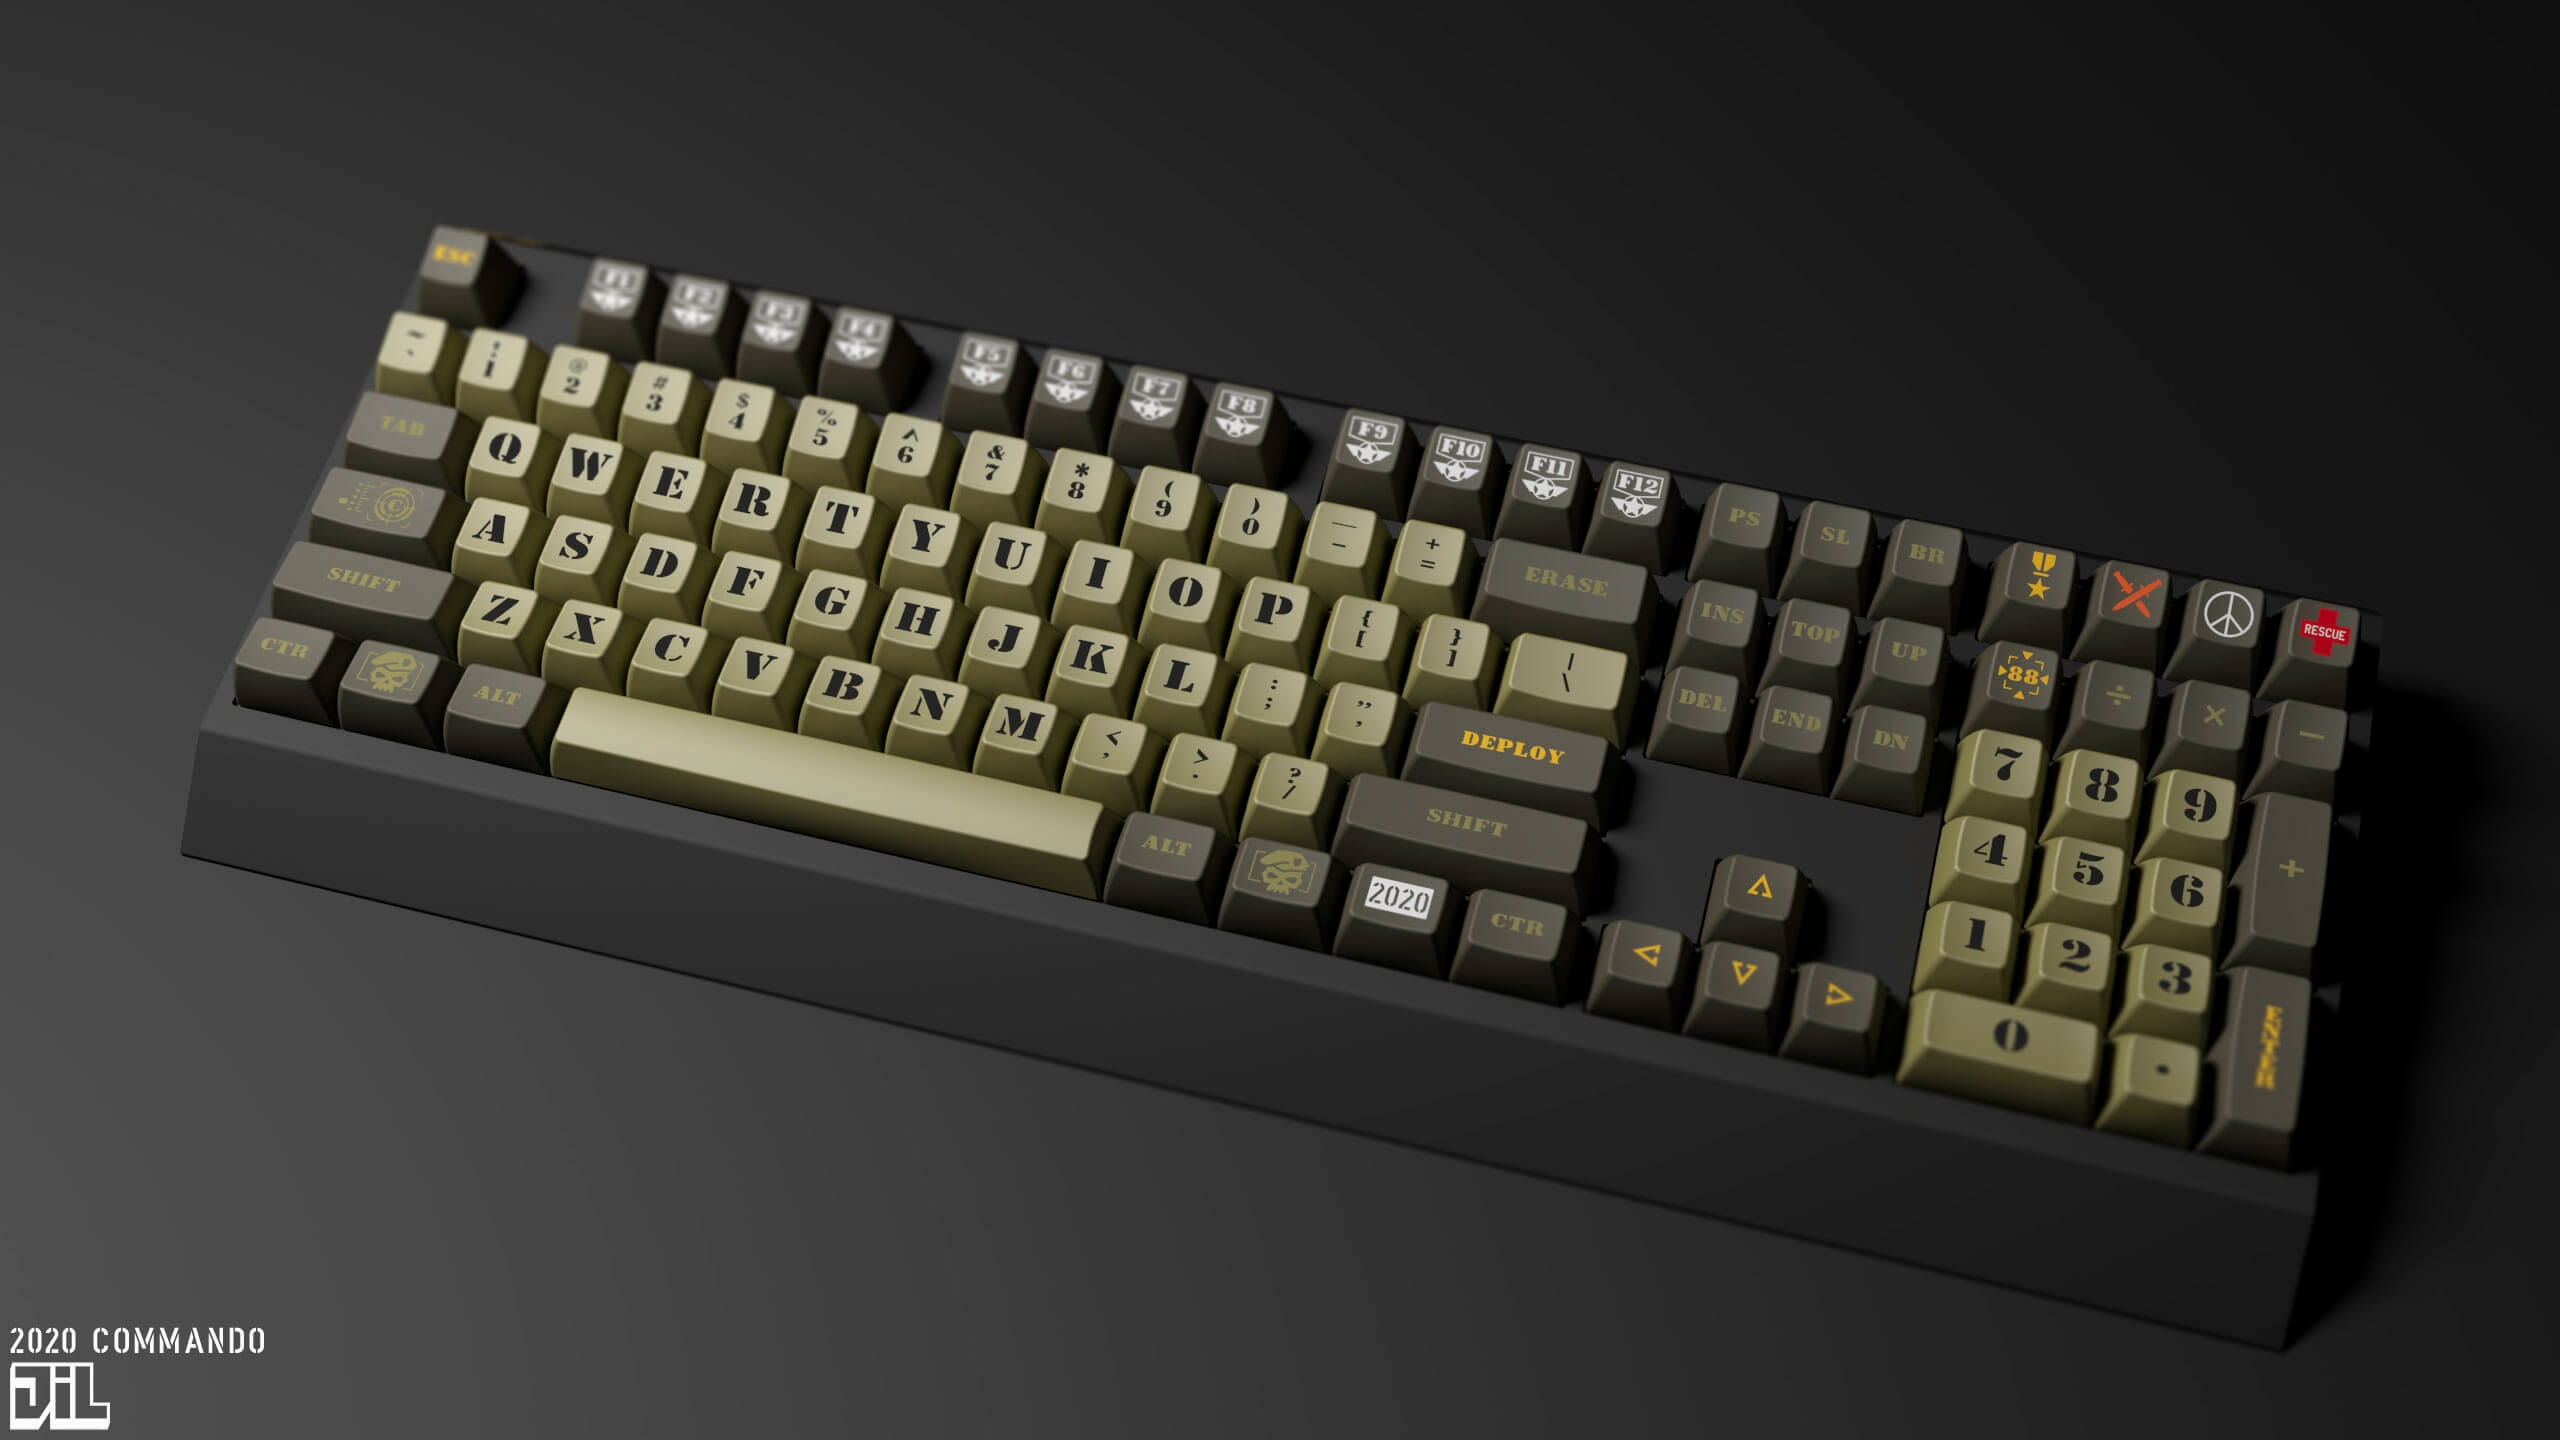 ESC F1 F2 F3 F4 F5 F6 F7 F8 F9 F10 F11 F12 PS SL BR RESCUE
~ ` ! 1 @ 2 # 3 $ 4 % 5 ^ 6 & 7 * 8 ( 9 ) 0 — - + = ERASE INS TOP UP 88 ÷ × −
TAB Q W E R T Y U I O P { [ } ] | \ DEL END DN 7 8 9 +
C A S D F G H J K L : ; " ' DEPLOY 4 5 6
SHIFT Z X C V B N M < , > . ? / SHIFT 1 2 3 ENTER
CTR ALT ALT 2020 CTR 0 .
2020 COMMANDO
JIL